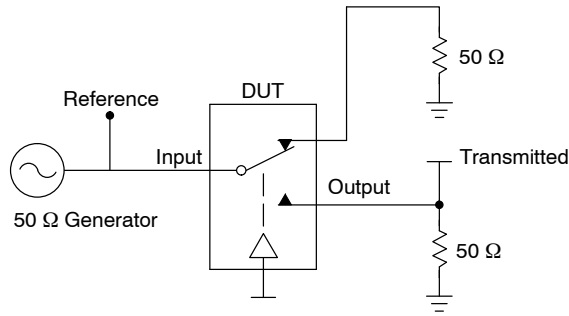 50 Ω
DUT
Reference
Input
Transmitted
Output
50 Ω Generator
50 Ω